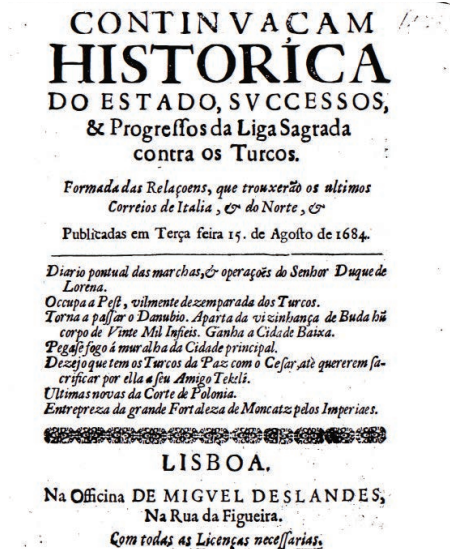 CONTINVAÇAM
HISTORICA
DO ESTADO, SVCCESSOS,
& Progreſſos da Liga Sagrada
contra os Turcos.
Formada das Relaçoens, que trouxerão os ultimos
Correios de Italia, & do Norte, &
Publicadas em Terça feira 15. de Agoſto de 1684.
Diario pontual das marchas, & operações do Senhor Duque de
Lorena.
Occupa a Peſt, vilmente dezemparada dos Turcos.
Torna a paſſar o Danubio. Aparta da vizinhança de Buda hũ
corpo de Vinte Mil Infieis. Ganha a Cidade Baixa.
Pegaſe fogo á muralha da Cidade principal.
Dezejo que tem os Turcos da Paz com o Ceſar, atè quererem ſa-
crificar por ella a ſeu Amigo Tekeli.
Ultimas novas da Corte de Polonia.
Entrepreza da grande Fortaleza de Moncatz pelos Imperiaes.
LISBOA.
Na Officina DE MIGVEL DESLANDES,
Na Rua da Figueira.
Com todas as Licenças neceſſarias.